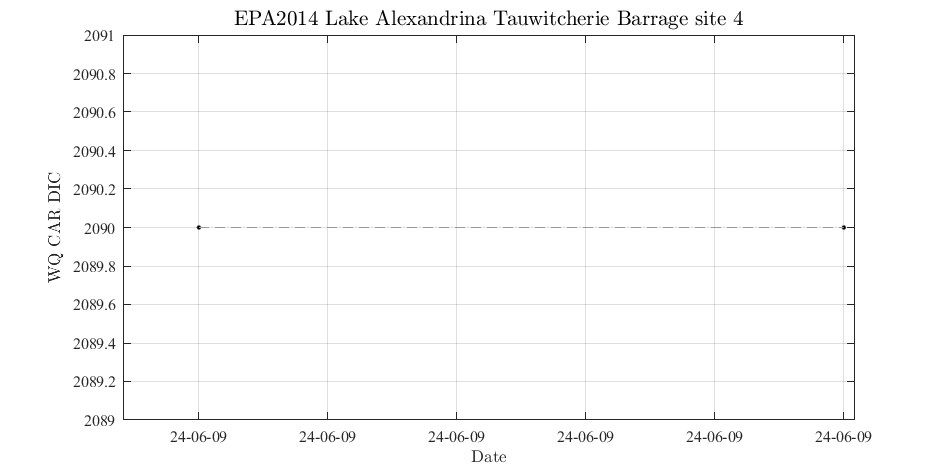 EPA2014 Lake Alexandrina Tauwitcherie Barrage site 4
2091
2090.8
2090.6
2090.4
2090.2
2090
2089.8
2089.6
2089.4
2089.2
2089
WQ CAR DIC
24-06-09 24-06-09 24-06-09 24-06-09 24-06-09 24-06-09
Date